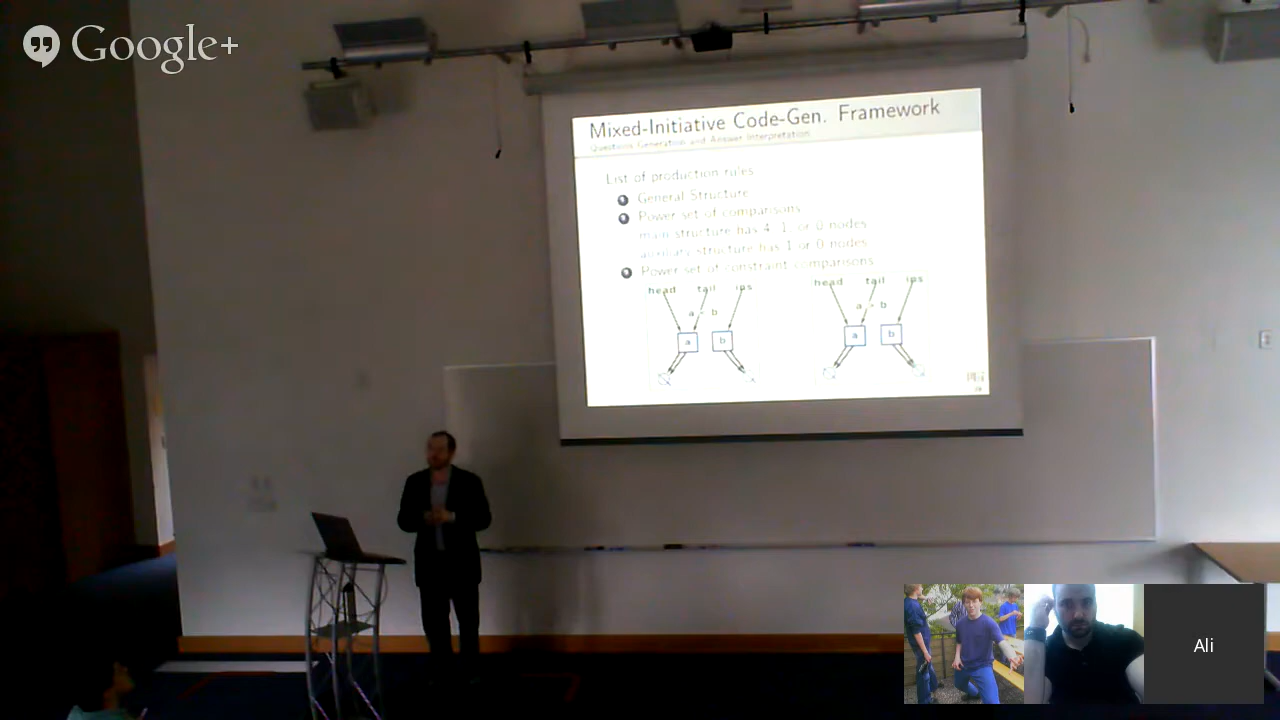 Google+
Mixed-Initiative Code-Gen. Framework
Questions Generation and Answer Interpretation
List of production rules
General Structure
Power set of comparisons
main structure has 4, 1, or 0 nodes
auxiliary structure has 1 or 0 nodes
Power set of constraint comparisons
head tail ins head tail ins
a b a b
a b a b
Ali